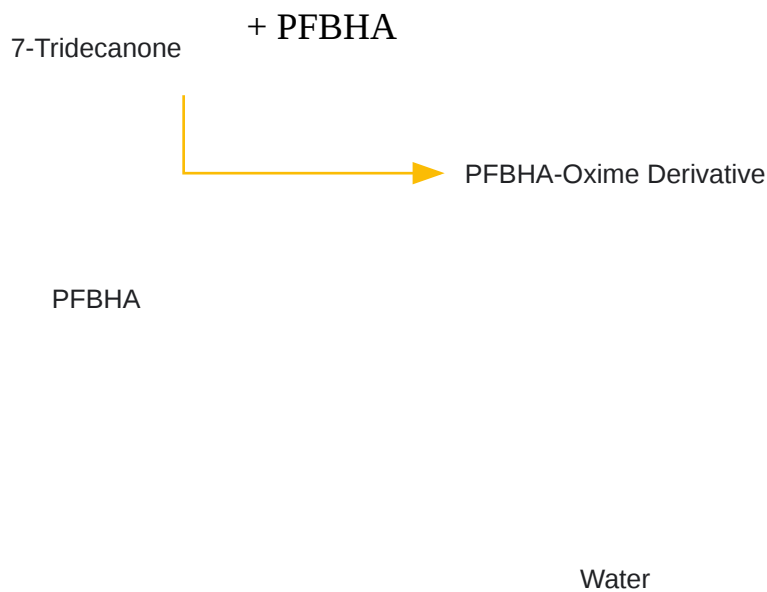 7-Tridecanone
+ PFBHA
PFBHA-Oxime Derivative
PFBHA
Water